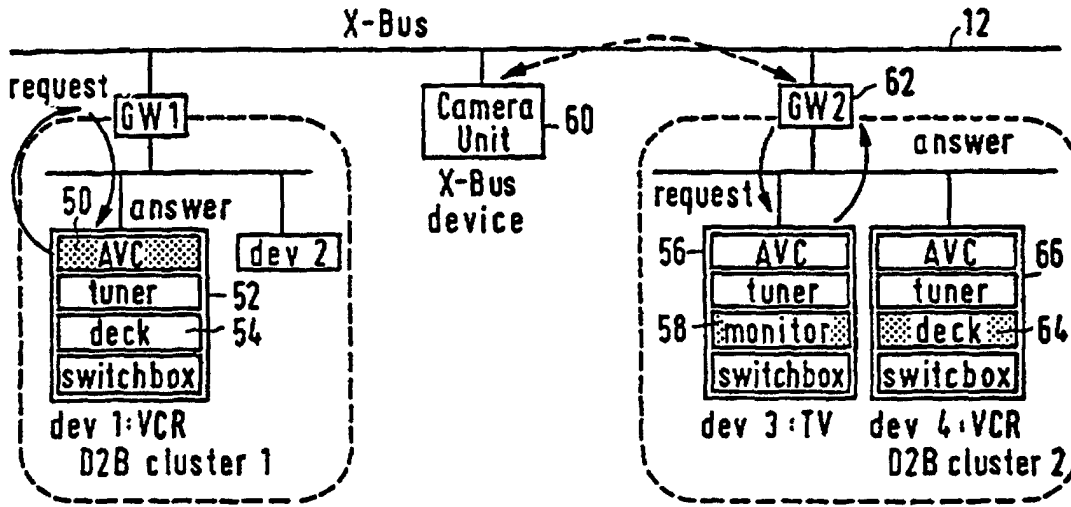 X-Bus
12
request
GW1
Camera
Unit
60
GW2
62
X-Bus
device
answer
request
50
answer
AVC
tuner
deck
switchbox
52
54
dev 2
dev 1:VCR
D2B cluster 1
56
AVC
tuner
58
monitor
switchbox
AVC
tuner
deck
switcbox
66
64
dev 3:TV
dev 4:VCR
D2B cluster 2